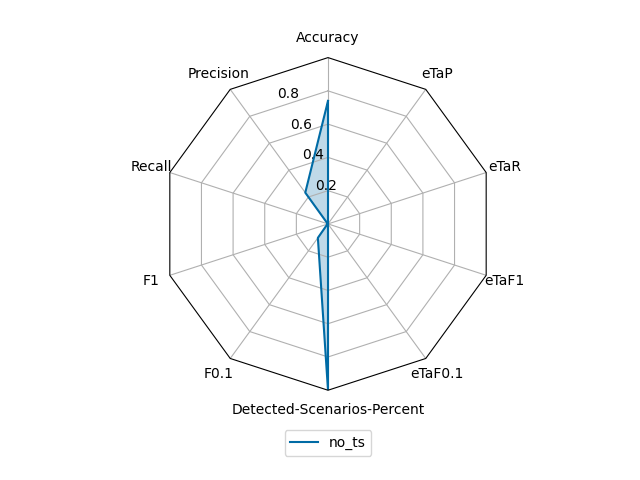 Accuracy
Precision
eTaP
0.8
0.6
0.4
0.2
Recall
eTaR
F1
eTaF1
F0.1
eTaF0.1
Detected-Scenarios-Percent
no_ts